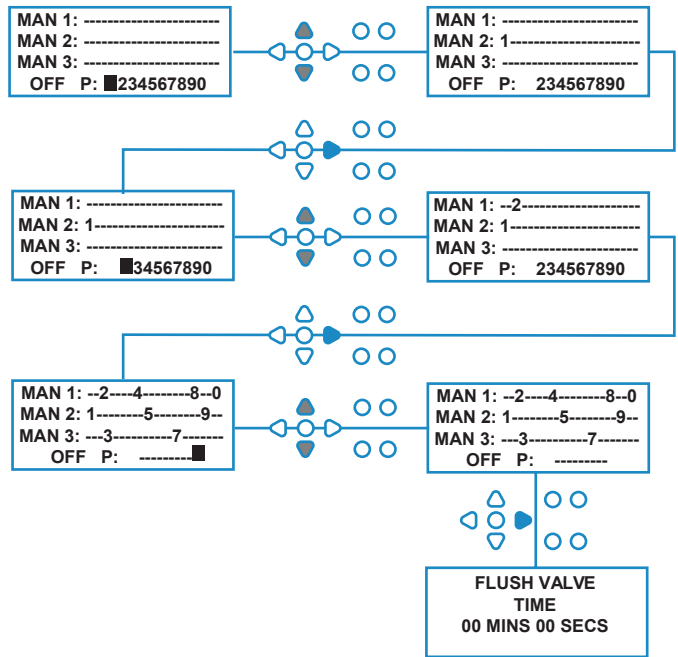 MAN 1: ------------------------
MAN 2: ------------------------
MAN 3: ------------------------
OFF P: █234567890
MAN 1: ------------------------
MAN 2: 1-----------------------
MAN 3: ------------------------
OFF P: 234567890
MAN 1: ------------------------
MAN 2: 1-----------------------
MAN 3: ------------------------
OFF P: █34567890
MAN 1: --2---------------------
MAN 2: 1-----------------------
MAN 3: ------------------------
OFF P: 234567890
MAN 1: --2----4--------8--0
MAN 2: 1--------5--------9--
MAN 3: ---3----------7-------
OFF P: ---------█
MAN 1: --2----4--------8--0
MAN 2: 1--------5--------9--
MAN 3: ---3----------7-------
OFF P: ---------
FLUSH VALVE
TIME
00 MINS 00 SECS